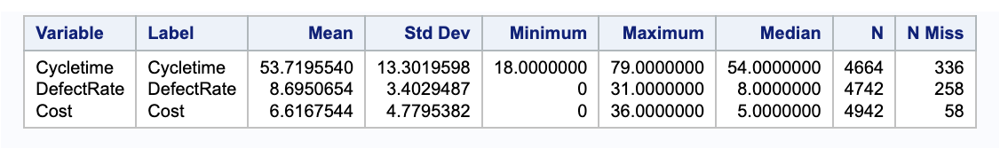 Variable Label Mean Std Dev Minimum Maximum Median N N Miss
Cycletime Cycletime 53.7195540 13.3019598 18.0000000 79.0000000 54.0000000 4664 336
DefectRate DefectRate 8.6950654 3.4029487 0 31.0000000 8.0000000 4742 258
Cost Cost 6.6167544 4.7795382 0 36.0000000 5.0000000 4942 58